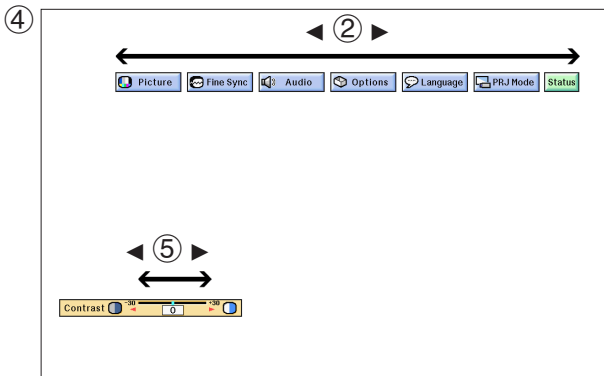 ④
◄ ② ►
Picture Fine Sync Audio Options Language PRJ Mode Status
◄ ⑤ ►
Contrast -30 0 +30